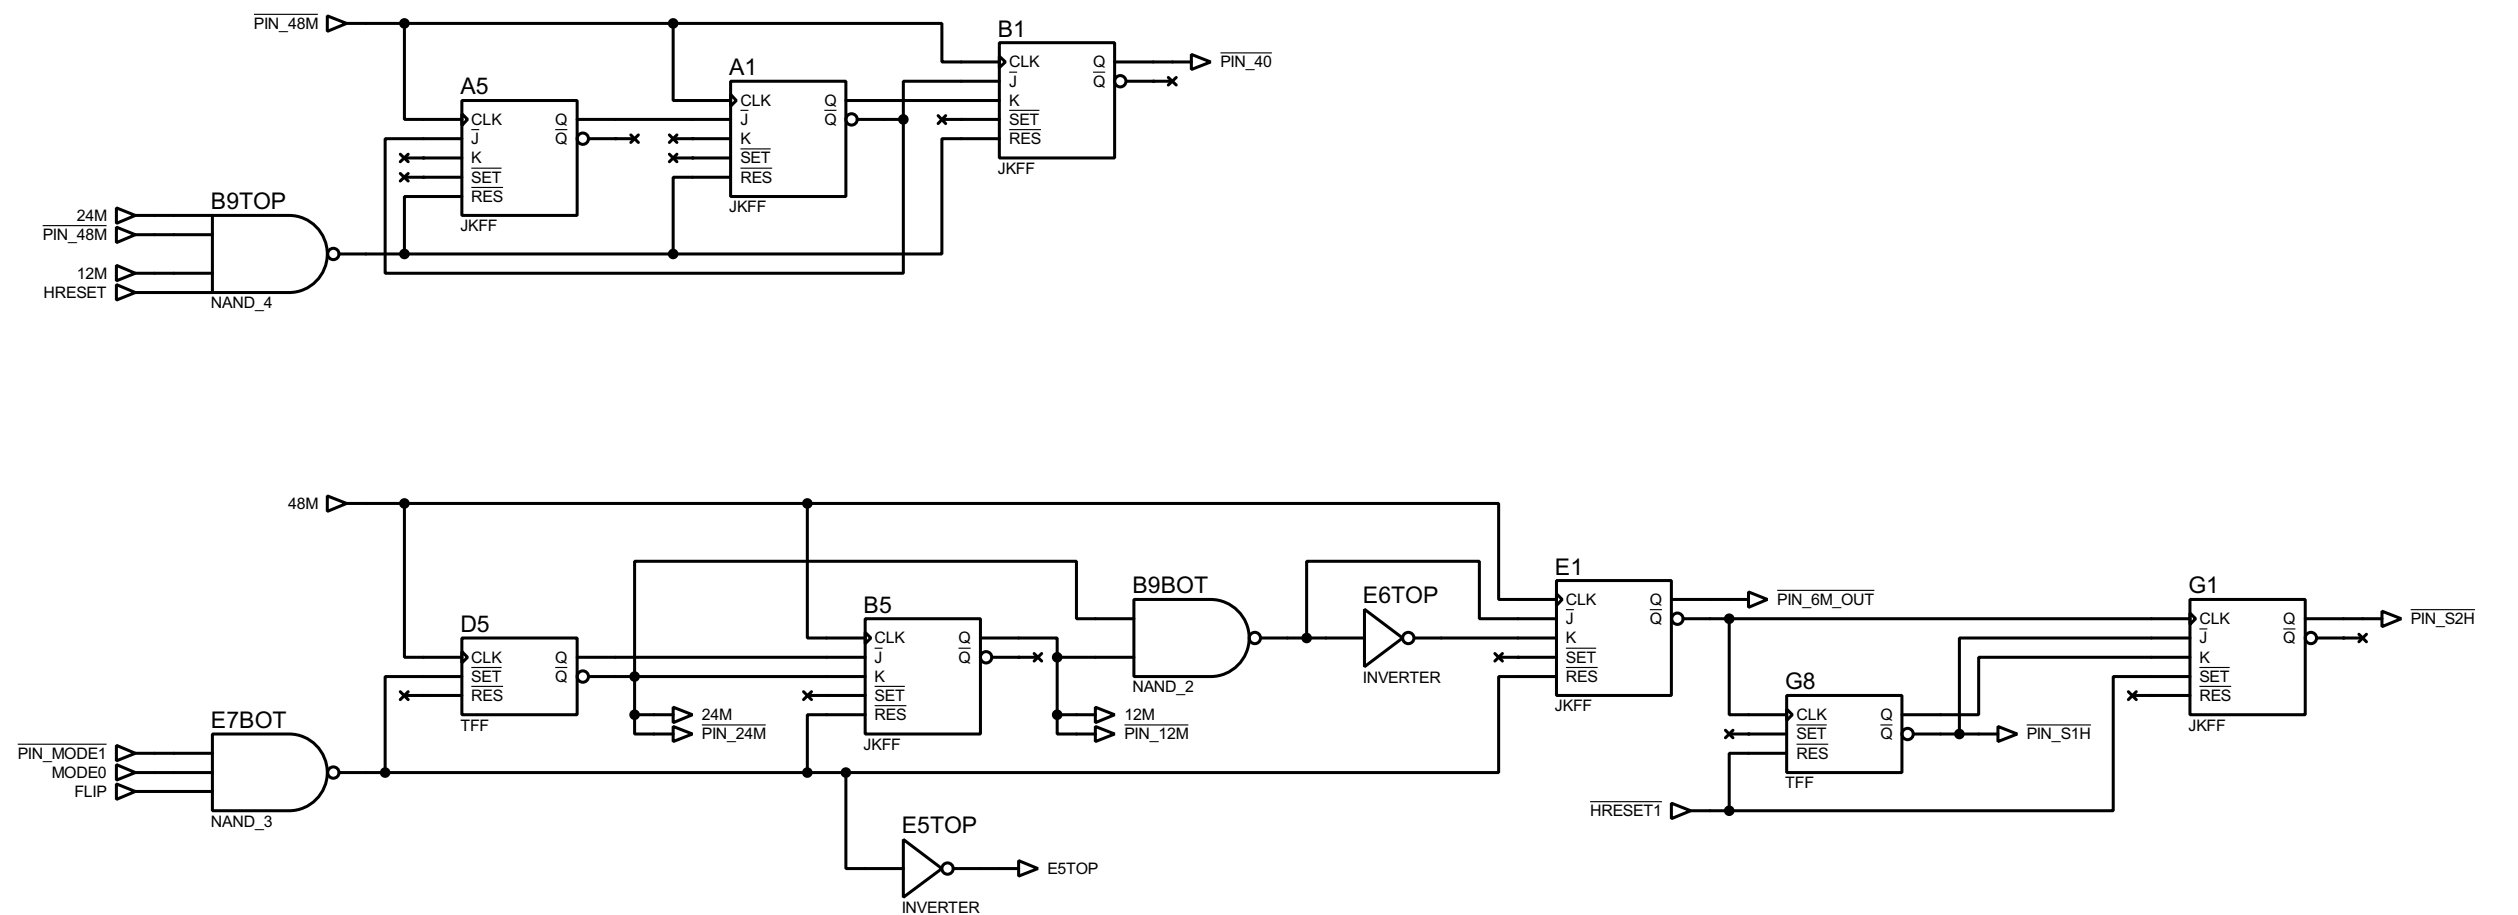 PIN_48M
B1
CLK Q
J Q
K
SET
RES
JKFF
PIN_40
A1
CLK Q
J Q
K
SET
RES
JKFF
A5
CLK Q
J Q
K
SET
RES
JKFF
B9TOP
24M
PIN_48M
12M
HRESET
NAND_4
48M
D5
CLK Q
SET Q
RES
TFF
24M
PIN_24M
B5
CLK Q
J Q
K
SET
RES
JKFF
12M
PIN_12M
B9BOT
NAND_2
E6TOP
INVERTER
E1
CLK Q
J Q
K
SET
RES
JKFF
PIN_6M_OUT
G1
CLK Q
J Q
K
SET
RES
JKFF
PIN_S2H
G8
CLK Q
SET Q
RES
TFF
PIN_S1H
HRESET1
E7BOT
PIN_MODE1
MODE0
FLIP
NAND_3
E5TOP
E5TOP
INVERTER